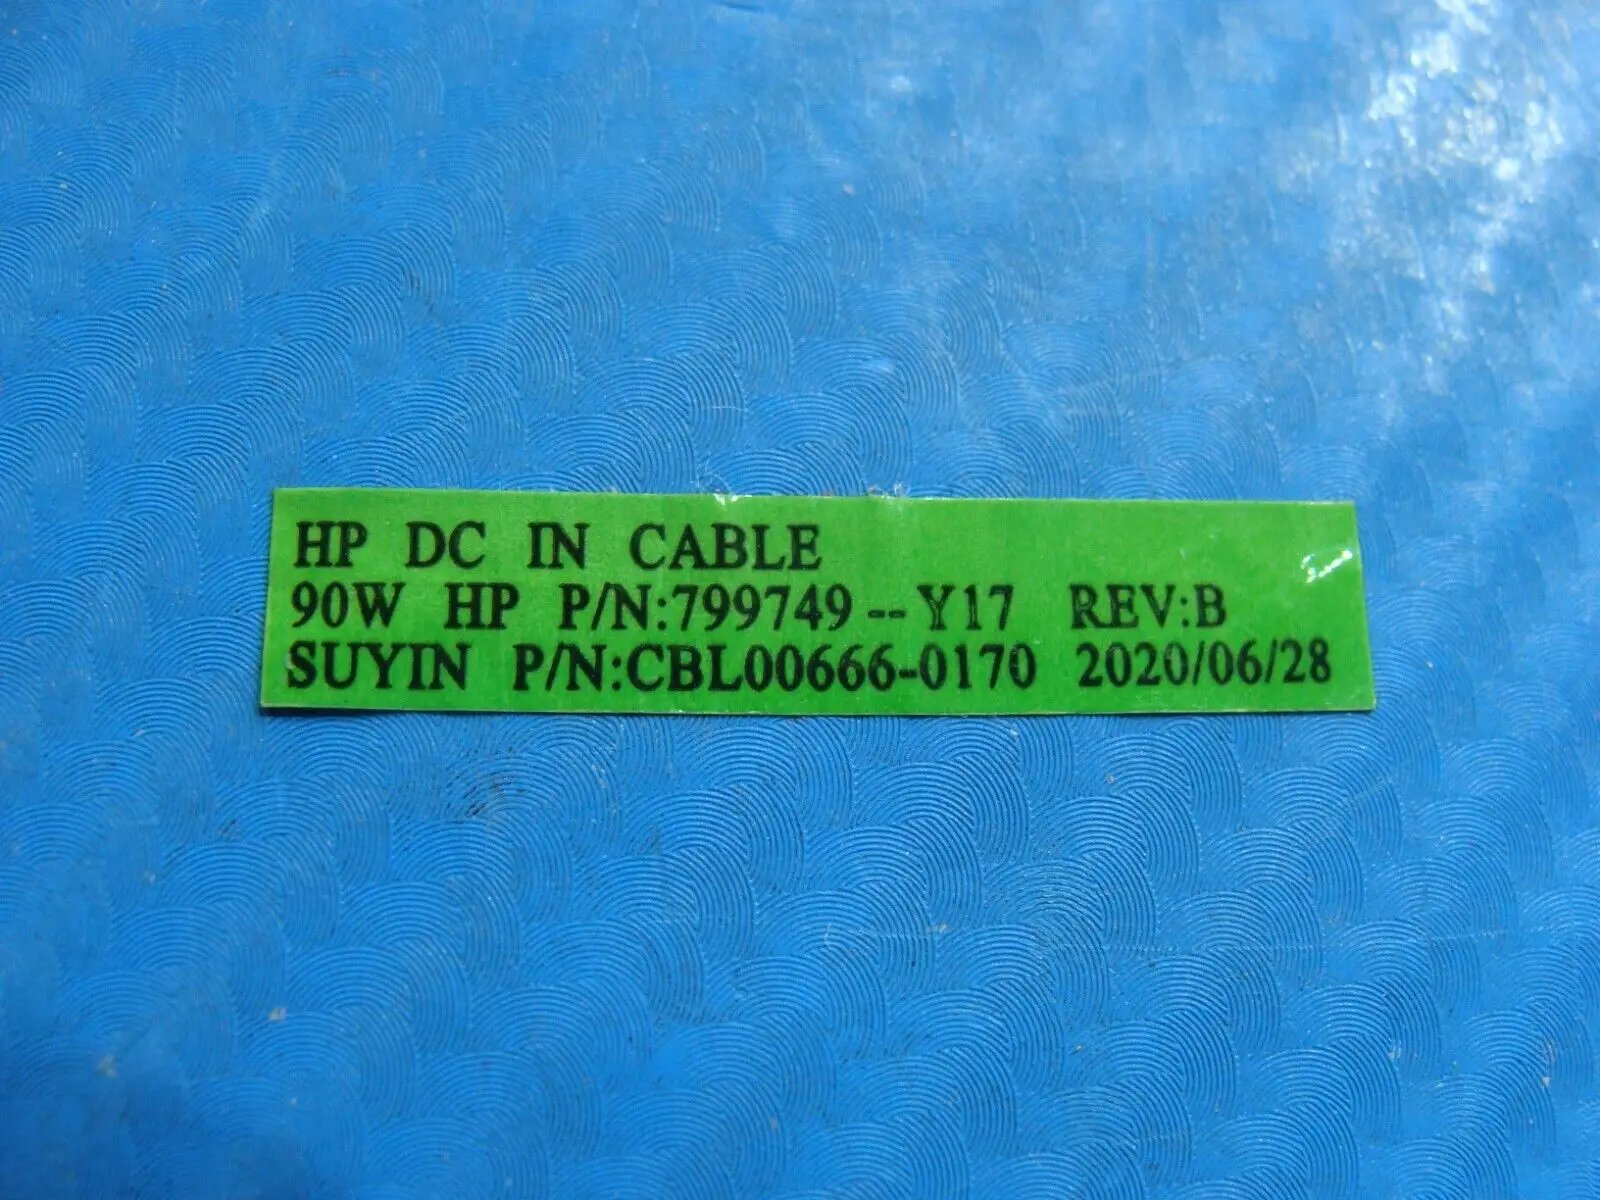 HP DC IN CABLE
90W HP P/N:799749--Y17 REV:B
SUYIN P/N:CBL00666-0170 2020/06/28